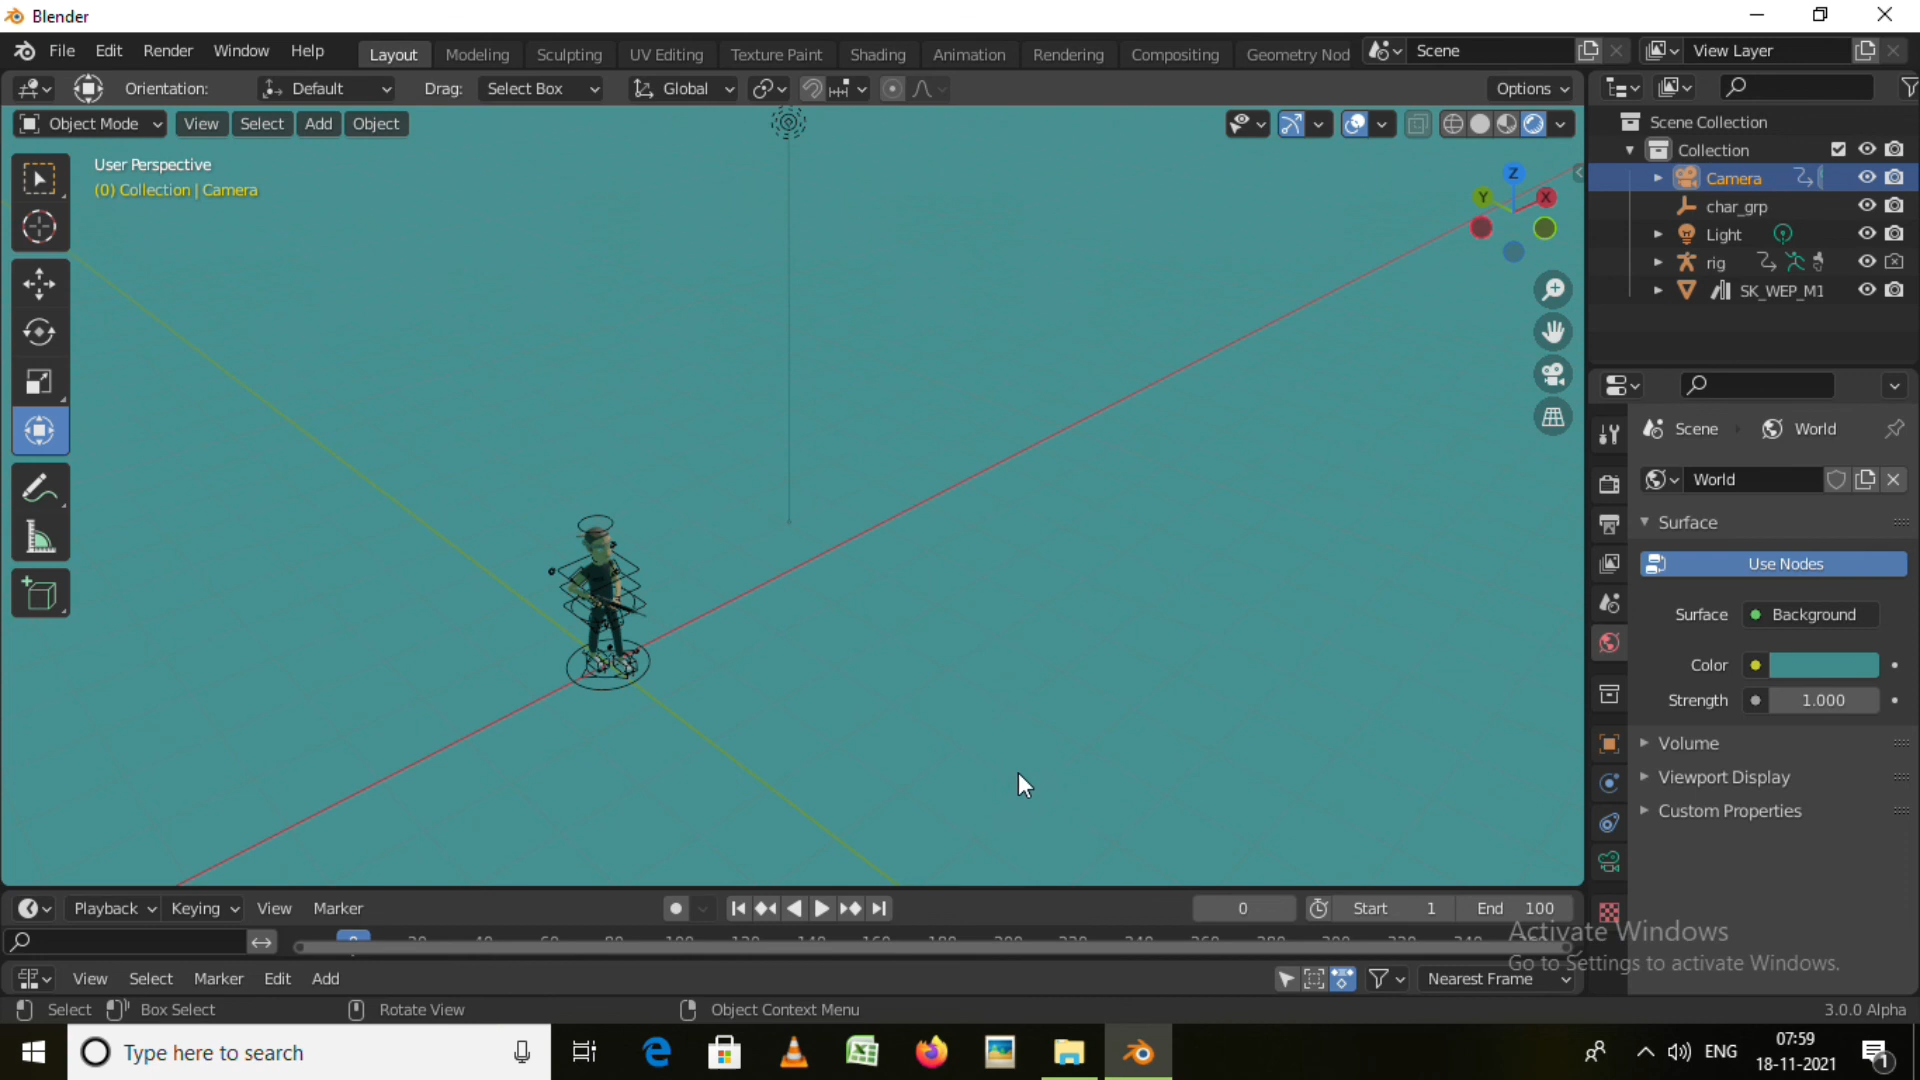 Blender
File Edit Render Window Help Layout Modeling Sculpting UV Editing Texture Paint Shading Animation Rendering Compositing Geometry Nod Scene View Layer
Orientation: Default Drag: Select Box Global Options
Object Mode View Select Add Object
User Perspective
(0) Collection | Camera
Z
Y X
Scene Collection
Collection
Camera
char_grp
Light
rig
SK_WEP_M1
Scene World
World
Surface
Use Nodes
Surface Background
Color
Strength 1.000
Volume
Viewport Display
Custom Properties
Playback Keying View Marker 0 Start 1 End 100
View Select Marker Edit Add Nearest Frame
Activate Windows
Go to Settings to activate Windows.
Select Box Select Rotate View Object Context Menu 3.0.0 Alpha
Type here to search
ENG
07:59
18-11-2021
1